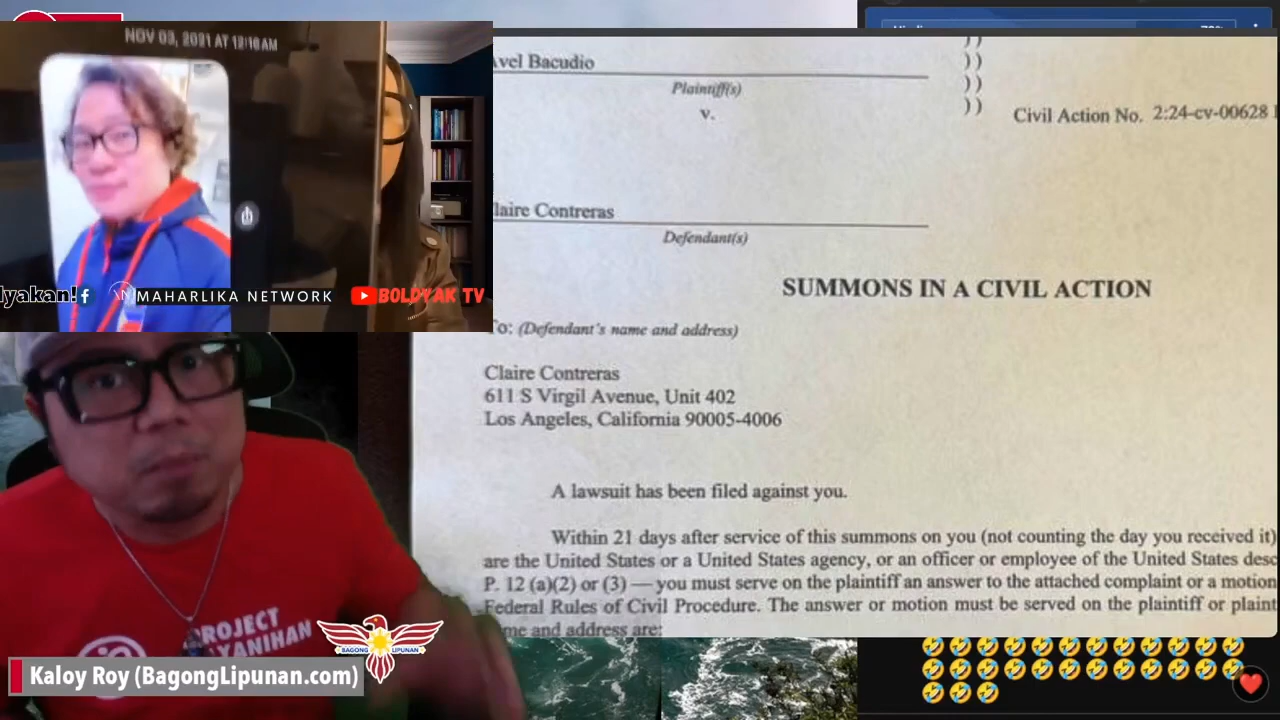 NOV 03, 2021 AT 12:16AM
lyakan!
MAHARLIKA NETWORK
BOLDYAK TV
vel Bacudio
Plaintiff(s)
v.
))
))
))
))
Civil Action No. 2:24-cv-00628
laire Contreras
Defendant(s)
SUMMONS IN A CIVIL ACTION
To: (Defendant's name and address)
Claire Contreras
611 S Virgil Avenue, Unit 402
Los Angeles, California 90005-4006
A lawsuit has been filed against you.
Within 21 days after service of this summons on you (not counting the day you received it)
are the United States or a United States agency, or an officer or employee of the United States desc
P. 12 (a)(2) or (3) — you must serve on the plaintiff an answer to the attached complaint or a motion
Federal Rules of Civil Procedure. The answer or motion must be served on the plaintiff or plaint
me and address are:
PROJECT
YANIHAN
BAGONG LIPUNAN
Kaloy Roy (BagongLipunan.com)